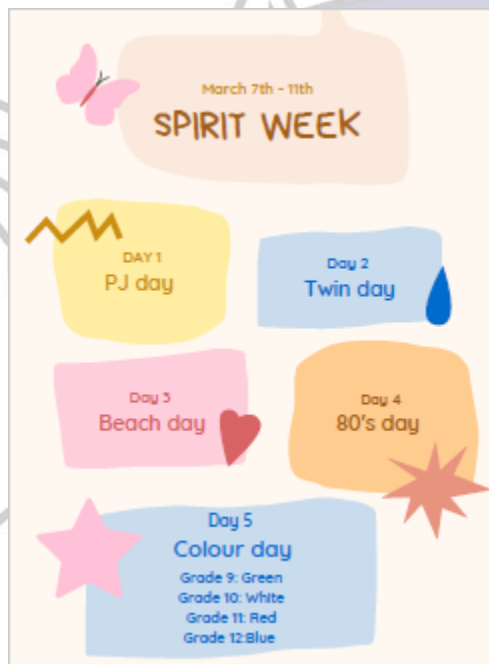 March 7th - 11th
SPIRIT WEEK
DAY 1
PJ day
Day 2
Twin day
Day 3
Beach day
Day 4
80's day
Day 5
Colour day
Grade 9: Green
Grade 10: White
Grade 11: Red
Grade 12:Blue